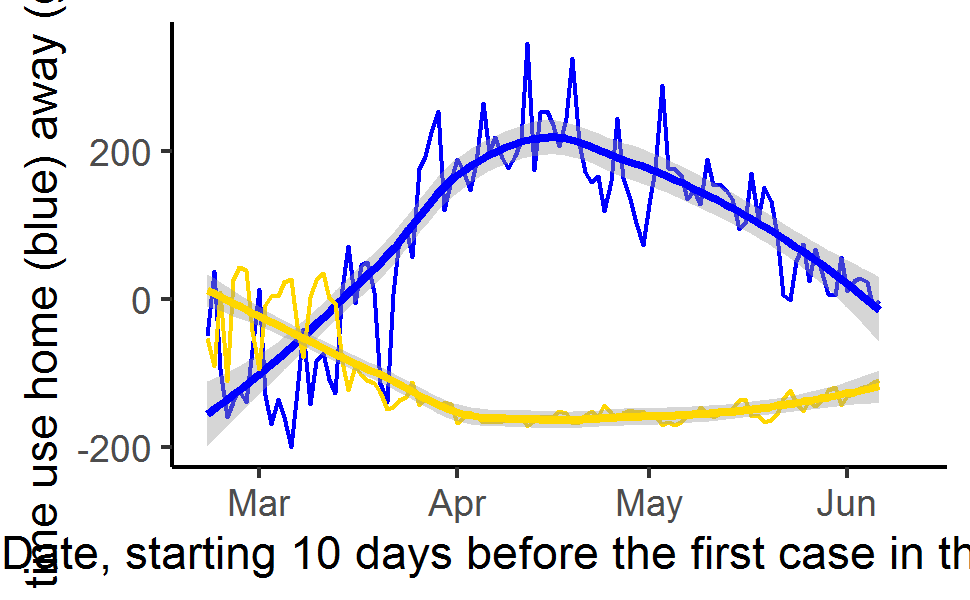 time use home (blue) away (g
200
0
-200
Mar Apr May Jun
Date, starting 10 days before the first case in th